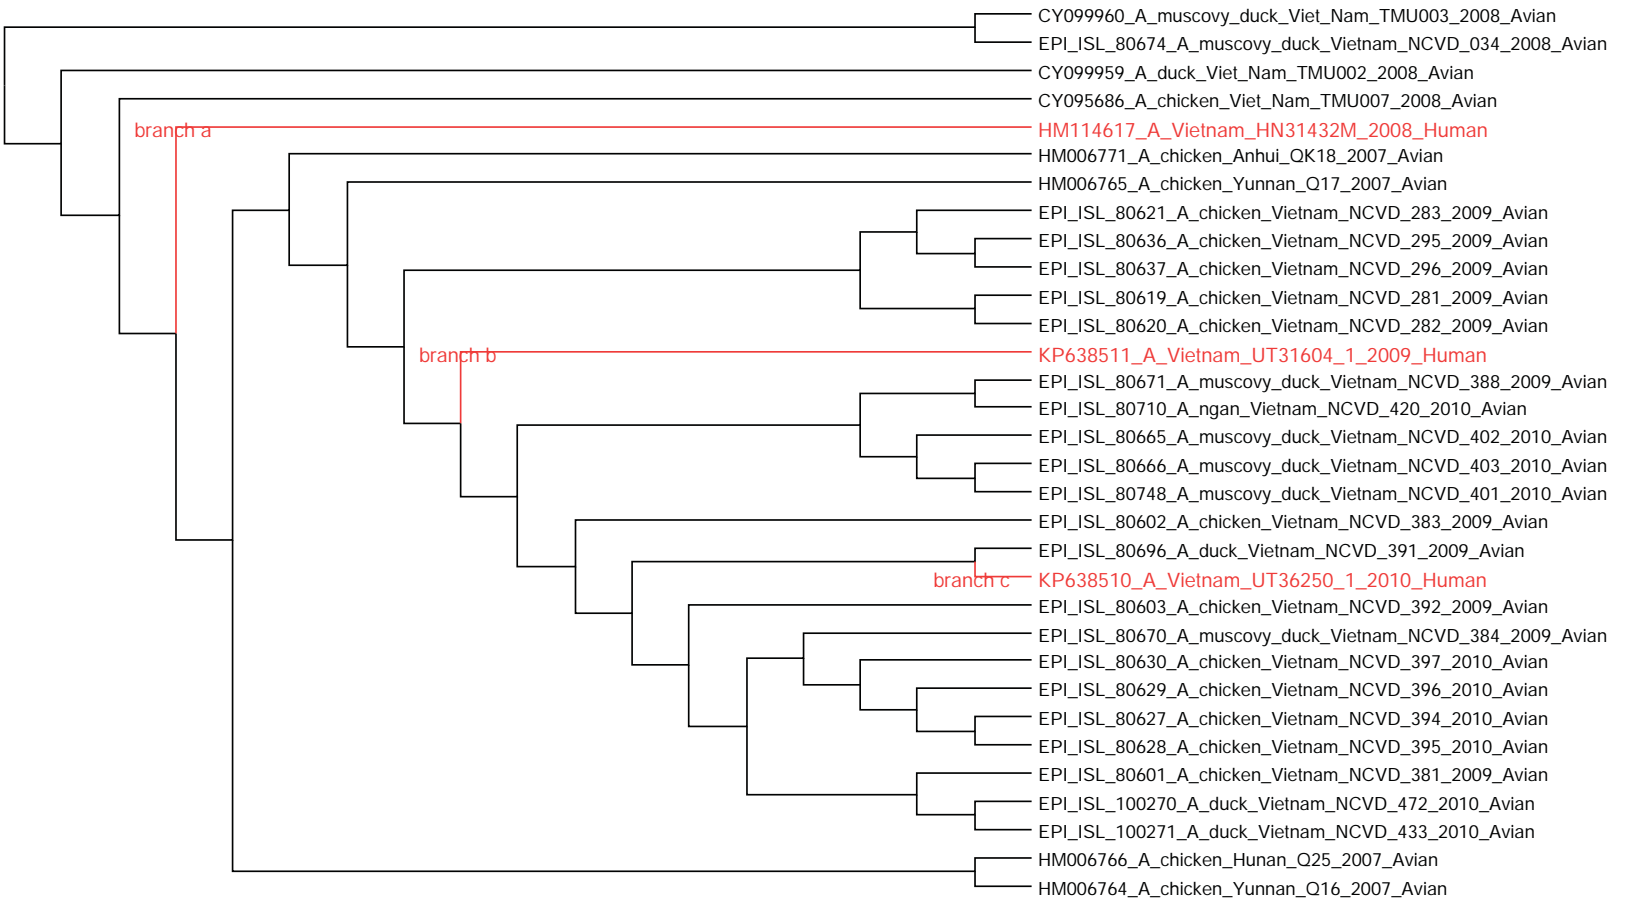 CY099960_A_muscovy_duck_Viet_Nam_TMU003_2008_Avian
EPI_ISL_80674_A_muscovy_duck_Vietnam_NCVD_034_2008_Avian
CY099959_A_duck_Viet_Nam_TMU002_2008_Avian
CY095686_A_chicken_Viet_Nam_TMU007_2008_Avian
branch a
HM114617_A_Vietnam_HN31432M_2008_Human
HM006771_A_chicken_Anhui_QK18_2007_Avian
HM006765_A_chicken_Yunnan_Q17_2007_Avian
EPI_ISL_80621_A_chicken_Vietnam_NCVD_283_2009_Avian
EPI_ISL_80636_A_chicken_Vietnam_NCVD_295_2009_Avian
EPI_ISL_80637_A_chicken_Vietnam_NCVD_296_2009_Avian
EPI_ISL_80619_A_chicken_Vietnam_NCVD_281_2009_Avian
EPI_ISL_80620_A_chicken_Vietnam_NCVD_282_2009_Avian
branch b
KP638511_A_Vietnam_UT31604_1_2009_Human
EPI_ISL_80671_A_muscovy_duck_Vietnam_NCVD_388_2009_Avian
EPI_ISL_80710_A_ngan_Vietnam_NCVD_420_2010_Avian
EPI_ISL_80665_A_muscovy_duck_Vietnam_NCVD_402_2010_Avian
EPI_ISL_80666_A_muscovy_duck_Vietnam_NCVD_403_2010_Avian
EPI_ISL_80748_A_muscovy_duck_Vietnam_NCVD_401_2010_Avian
EPI_ISL_80602_A_chicken_Vietnam_NCVD_383_2009_Avian
EPI_ISL_80696_A_duck_Vietnam_NCVD_391_2009_Avian
branch c
KP638510_A_Vietnam_UT36250_1_2010_Human
EPI_ISL_80603_A_chicken_Vietnam_NCVD_392_2009_Avian
EPI_ISL_80670_A_muscovy_duck_Vietnam_NCVD_384_2009_Avian
EPI_ISL_80630_A_chicken_Vietnam_NCVD_397_2010_Avian
EPI_ISL_80629_A_chicken_Vietnam_NCVD_396_2010_Avian
EPI_ISL_80627_A_chicken_Vietnam_NCVD_394_2010_Avian
EPI_ISL_80628_A_chicken_Vietnam_NCVD_395_2010_Avian
EPI_ISL_80601_A_chicken_Vietnam_NCVD_381_2009_Avian
EPI_ISL_100270_A_duck_Vietnam_NCVD_472_2010_Avian
EPI_ISL_100271_A_duck_Vietnam_NCVD_433_2010_Avian
HM006766_A_chicken_Hunan_Q25_2007_Avian
HM006764_A_chicken_Yunnan_Q16_2007_Avian